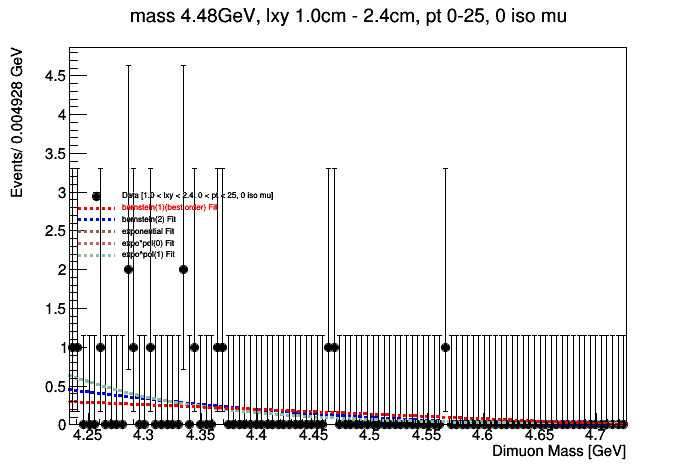 mass 4.48GeV, lxy 1.0cm - 2.4cm, pt 0-25, 0 iso mu
Events/ 0.004928 GeV
4.5
4
3.5
3
2.5
2
1.5
1
0.5
0
Data [1.0 < lxy < 2.4, 0 < pt < 25, 0 iso mu]
bernstein(1)(best order) Fit
bernstein(2) Fit
exponential Fit
expo*pol(0) Fit
expo*pol(1) Fit
4.25 4.3 4.35 4.4 4.45 4.5 4.55 4.6 4.65 4.7
Dimuon Mass [GeV]